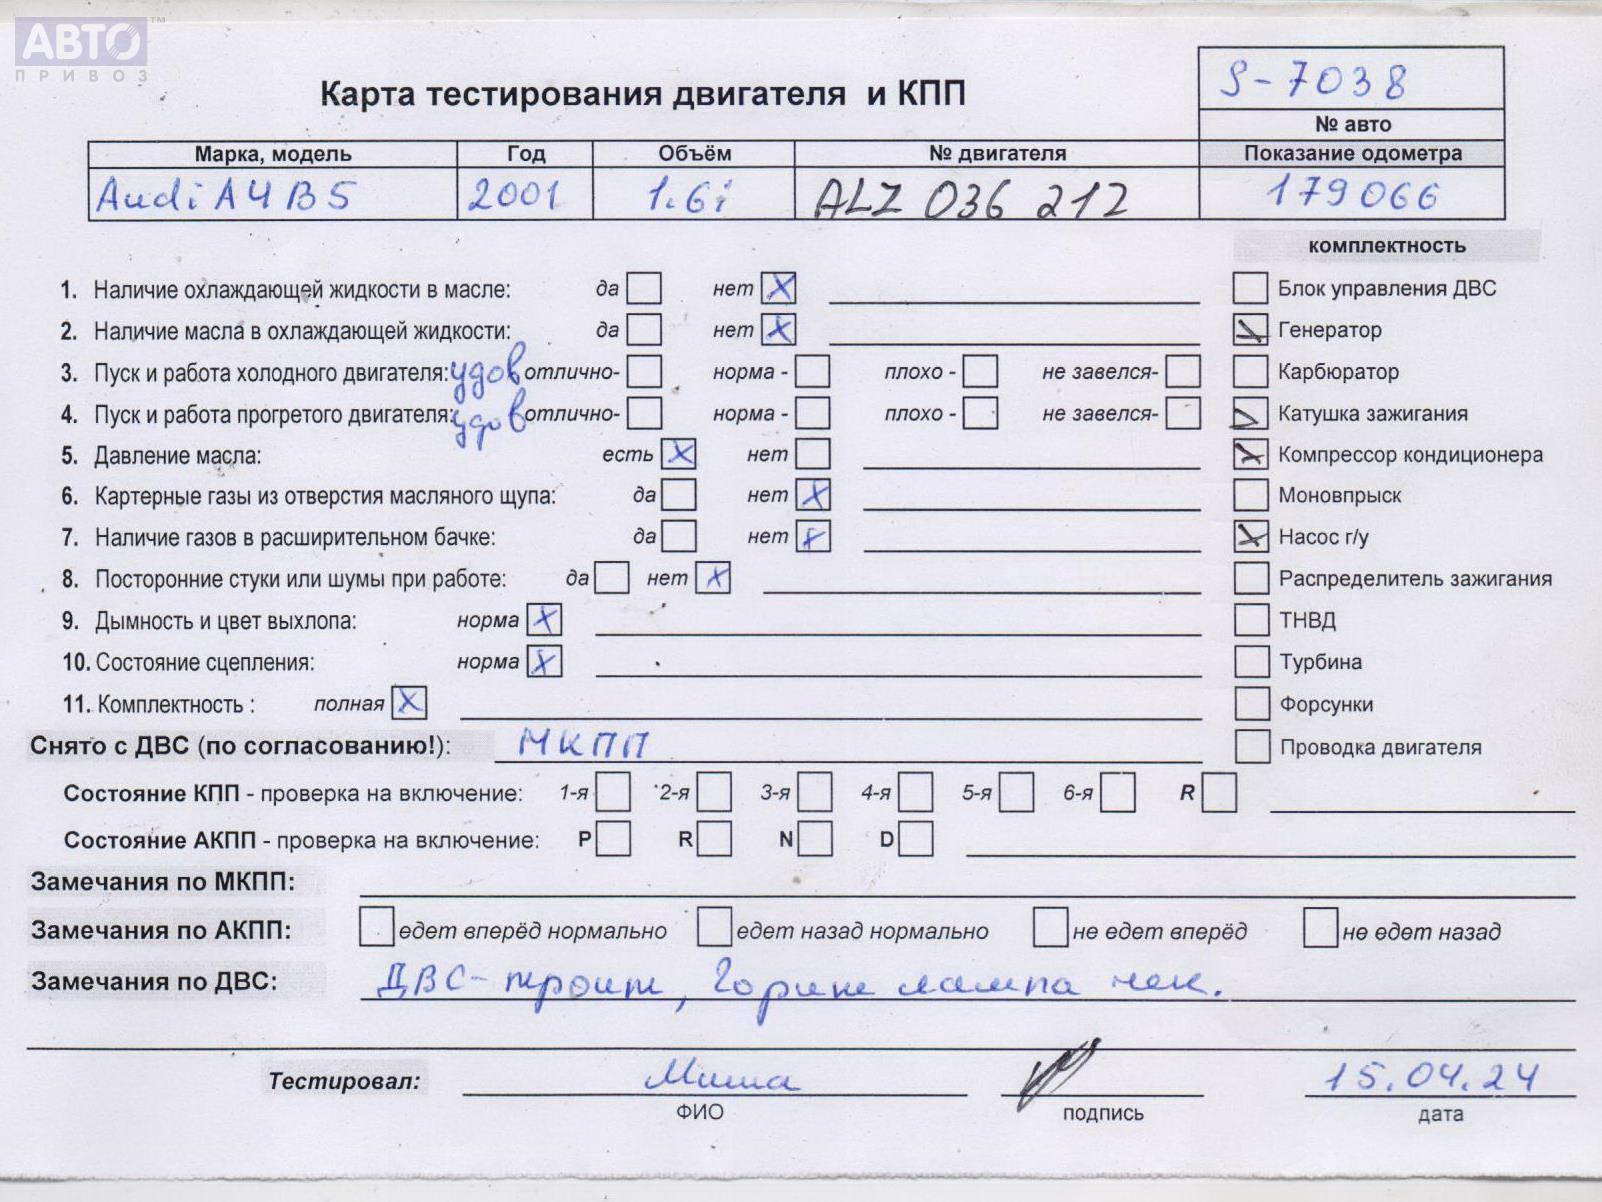 АВТО™
ПРИВОЗ
S-7038
Карта тестирования двигателя и КПП
№ авто
Марка, модель Год Объём № двигателя Показание одометра
Audi A4 B5 2001 1.6i ALZ 036 212 179066
комплектность
1. Наличие охлаждающей жидкости в масле: да нет X Блок управления ДВС
2. Наличие масла в охлаждающей жидкости: да нет X Генератор
3. Пуск и работа холодного двигателя: удов отлично- норма - плохо - не завелся- Карбюратор
4. Пуск и работа прогретого двигателя: удов отлично- норма - плохо - не завелся- Катушка зажигания
5. Давление масла: есть X нет Компрессор кондиционера
6. Картерные газы из отверстия масляного щупа: да нет X Моновпрыск
7. Наличие газов в расширительном бачке: да нет X Насос г/у
8. Посторонние стуки или шумы при работе: да нет X Распределитель зажигания
9. Дымность и цвет выхлопа: норма X ТНВД
10. Состояние сцепления: норма X Турбина
11. Комплектность : полная X Форсунки
Снято с ДВС (по согласованию!): МКПП Проводка двигателя
Состояние КПП - проверка на включение: 1-я 2-я 3-я 4-я 5-я 6-я R
Состояние АКПП - проверка на включение: P R N D
Замечания по МКПП:
Замечания по АКПП: едет вперёд нормально едет назад нормально не едет вперёд не едет назад
Замечания по ДВС: ДВС-троит, Горит лампа чек.
Тестировал: Миша 15.04.24
ФИО подпись дата